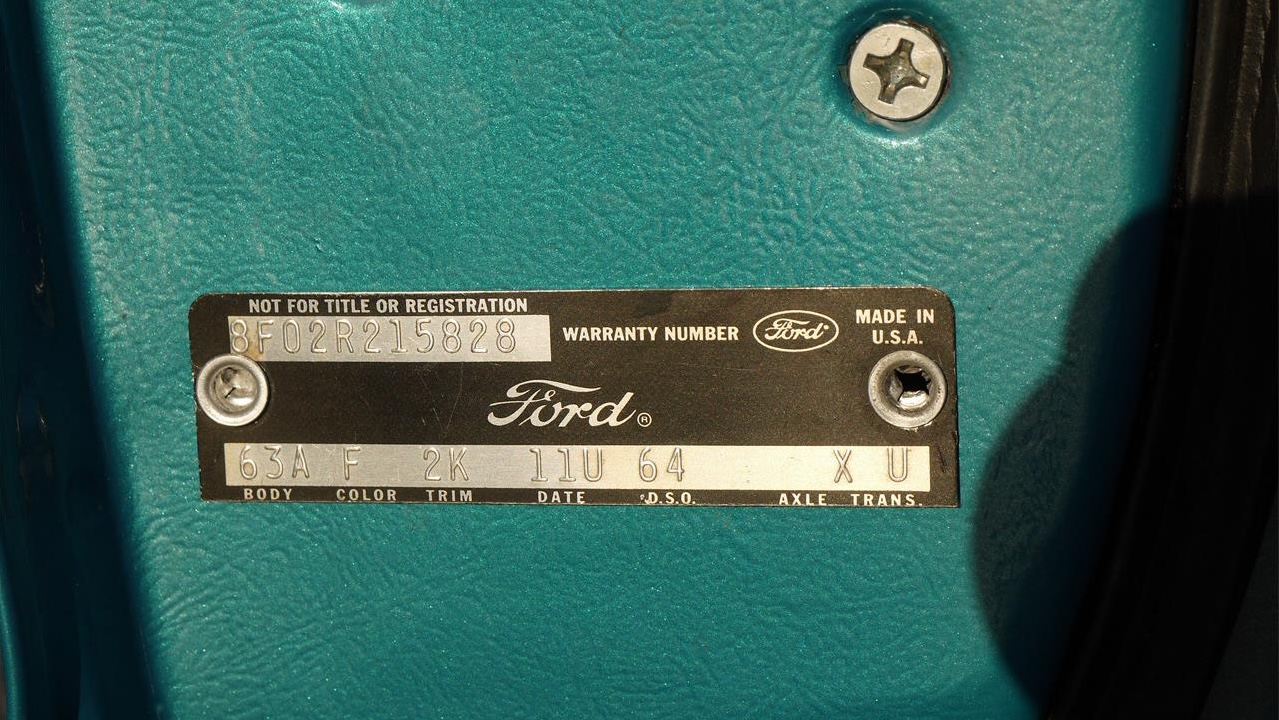 NOT FOR TITLE OR REGISTRATION
8F02R215828 WARRANTY NUMBER Ford MADE IN U.S.A.
Ford®
63A F 2K 11U 64 X U
BODY COLOR TRIM DATE D.S.O. AXLE TRANS.